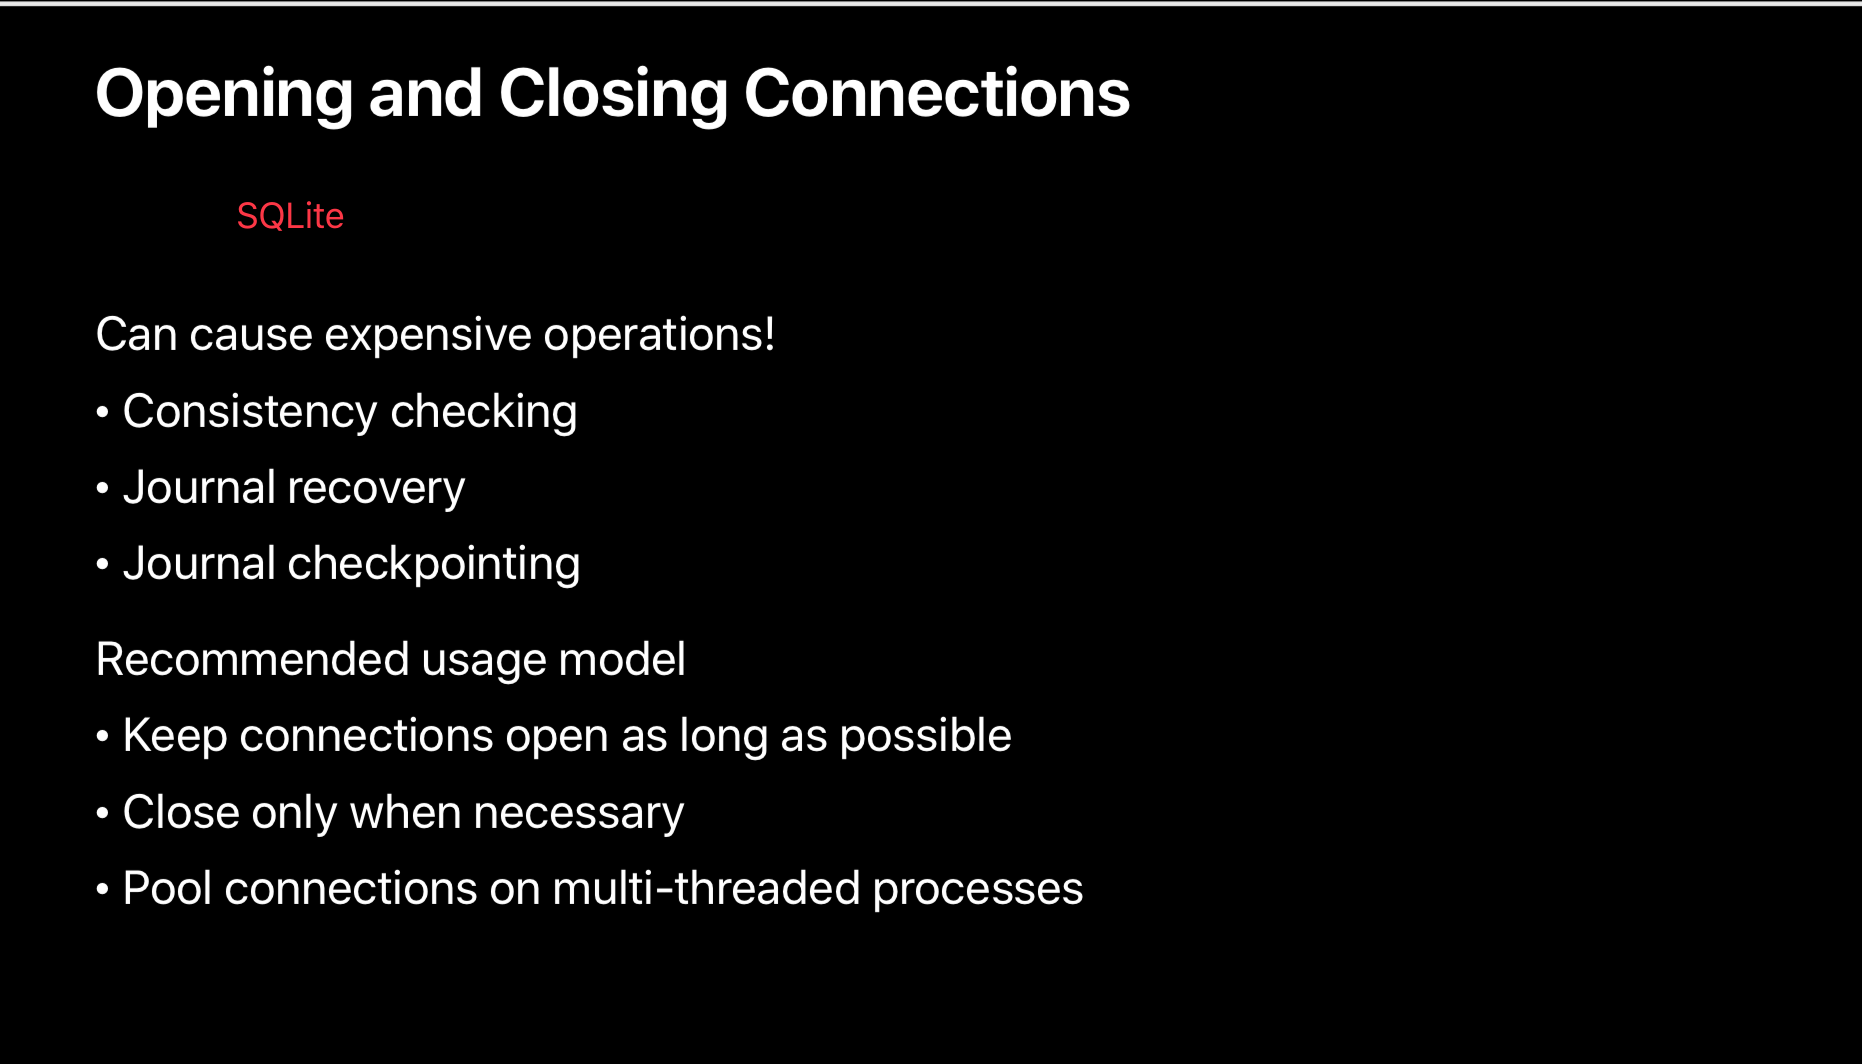 Opening and Closing Connections
SQLite
Can cause expensive operations!
• Consistency checking
• Journal recovery
• Journal checkpointing
Recommended usage model
• Keep connections open as long as possible
• Close only when necessary
• Pool connections on multi-threaded processes